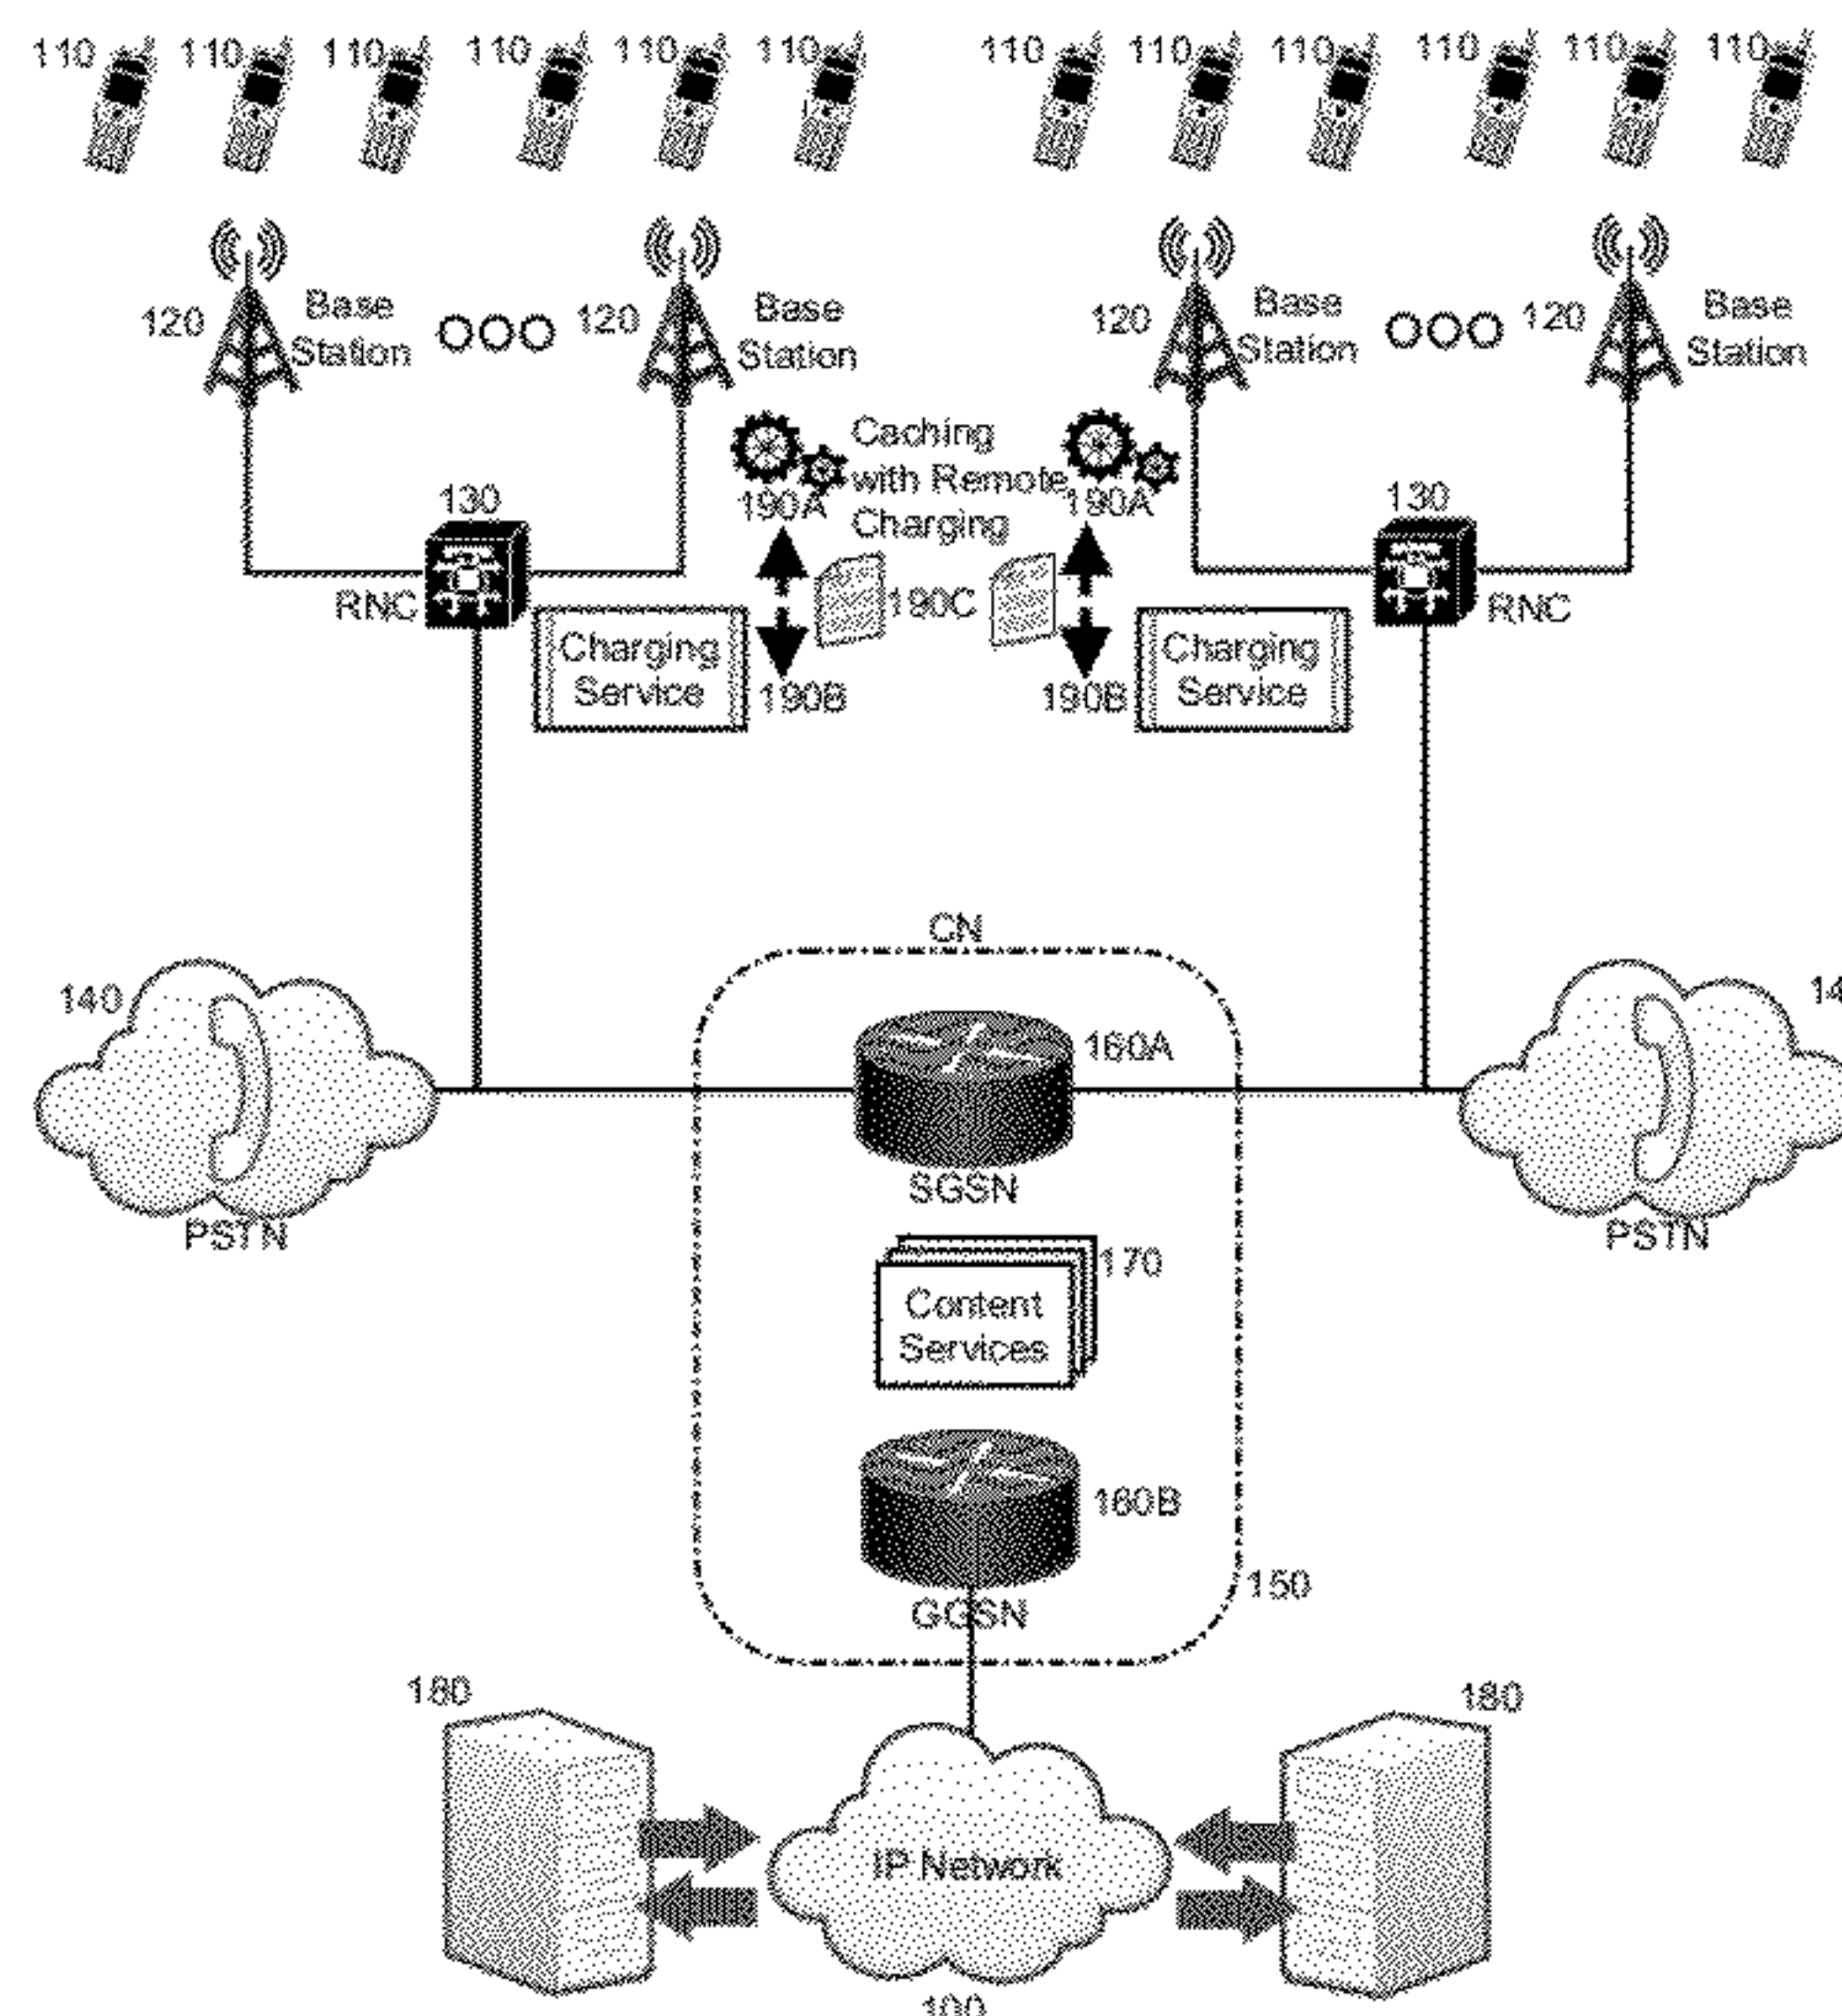 110 110 110 110 110 110 110 110 110 110 110 110
120 Base Station 120 Base Station 120 Base Station 120 Base Station
Caching
with Remote
Charging
190A 190A
130 130
RNC RNC
190C
Charging
Service
Charging
Service
190B 190B
CN
140
160A
SGSN
PSTN PSTN
170
Content
Services
160B
GGSN
150
180 180
IP Network
100